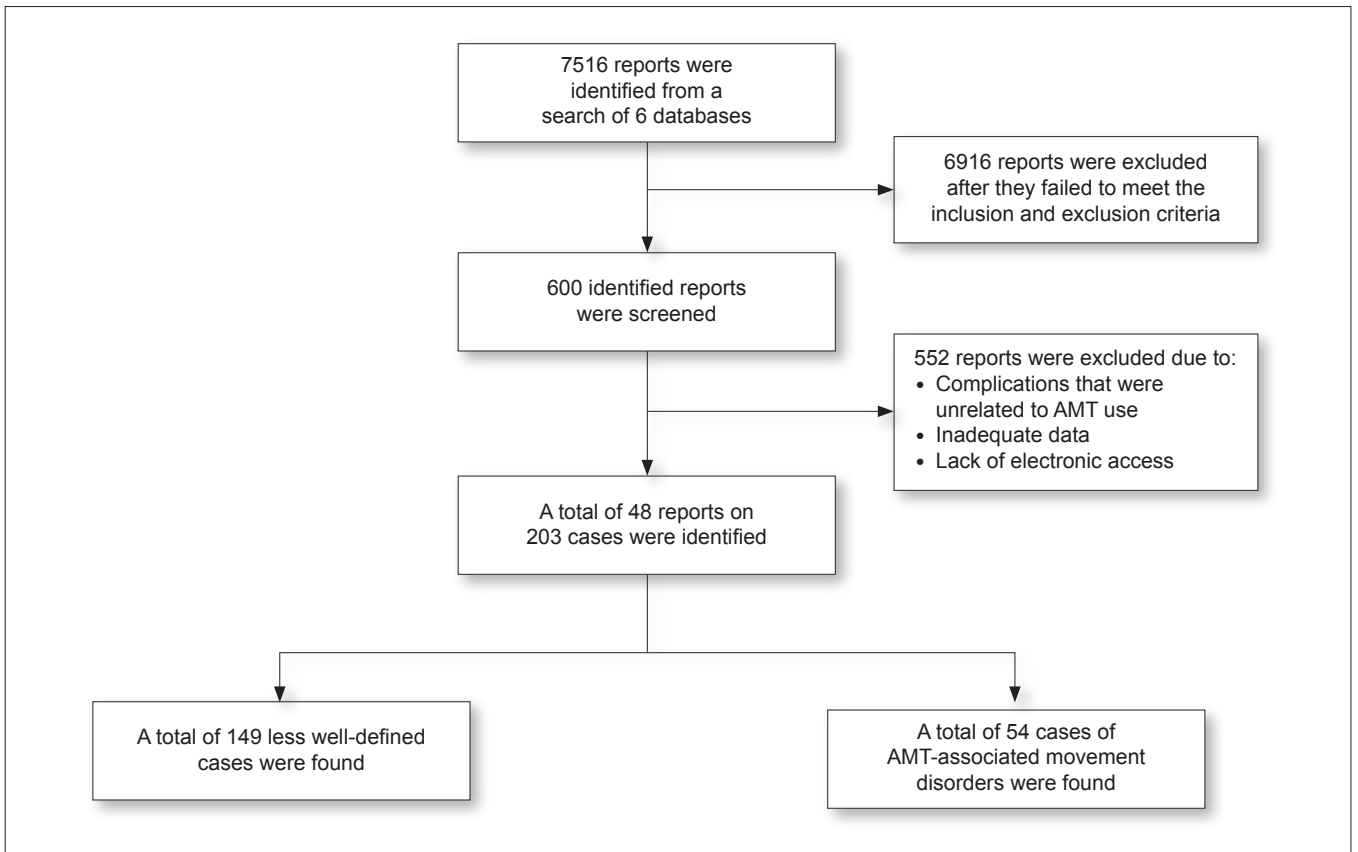 7516 reports were
identified from a
search of 6 databases
6916 reports were excluded
after they failed to meet the
inclusion and exclusion criteria
600 identified reports
were screened
552 reports were excluded due to:
• Complications that were
unrelated to AMT use
• Inadequate data
• Lack of electronic access
A total of 48 reports on
203 cases were identified
A total of 149 less well-defined
cases were found
A total of 54 cases of
AMT-associated movement
disorders were found